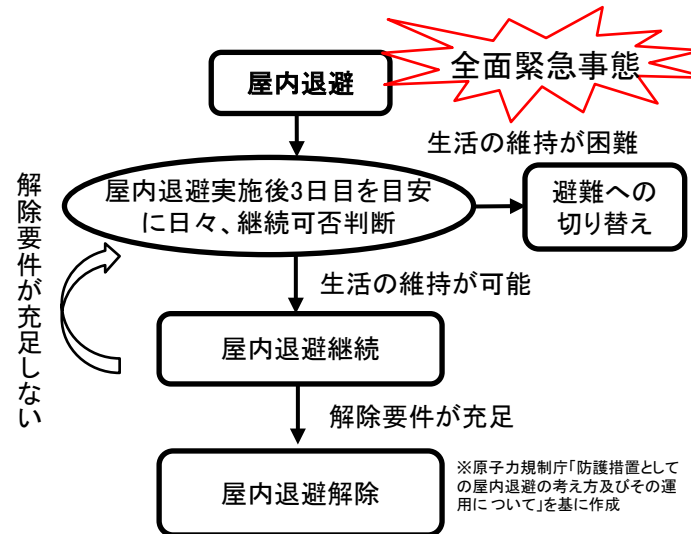 全面緊急事態
屋内退避
生活の維持が困難
屋内退避実施後3日目を目安
に日々、継続可否判断
避難への
切り替え
解除要件が充足しない
生活の維持が可能
屋内退避継続
解除要件が充足
屋内退避解除
※原子力規制庁「防護措置として
の屋内退避の考え方及びその運
用について」を基に作成